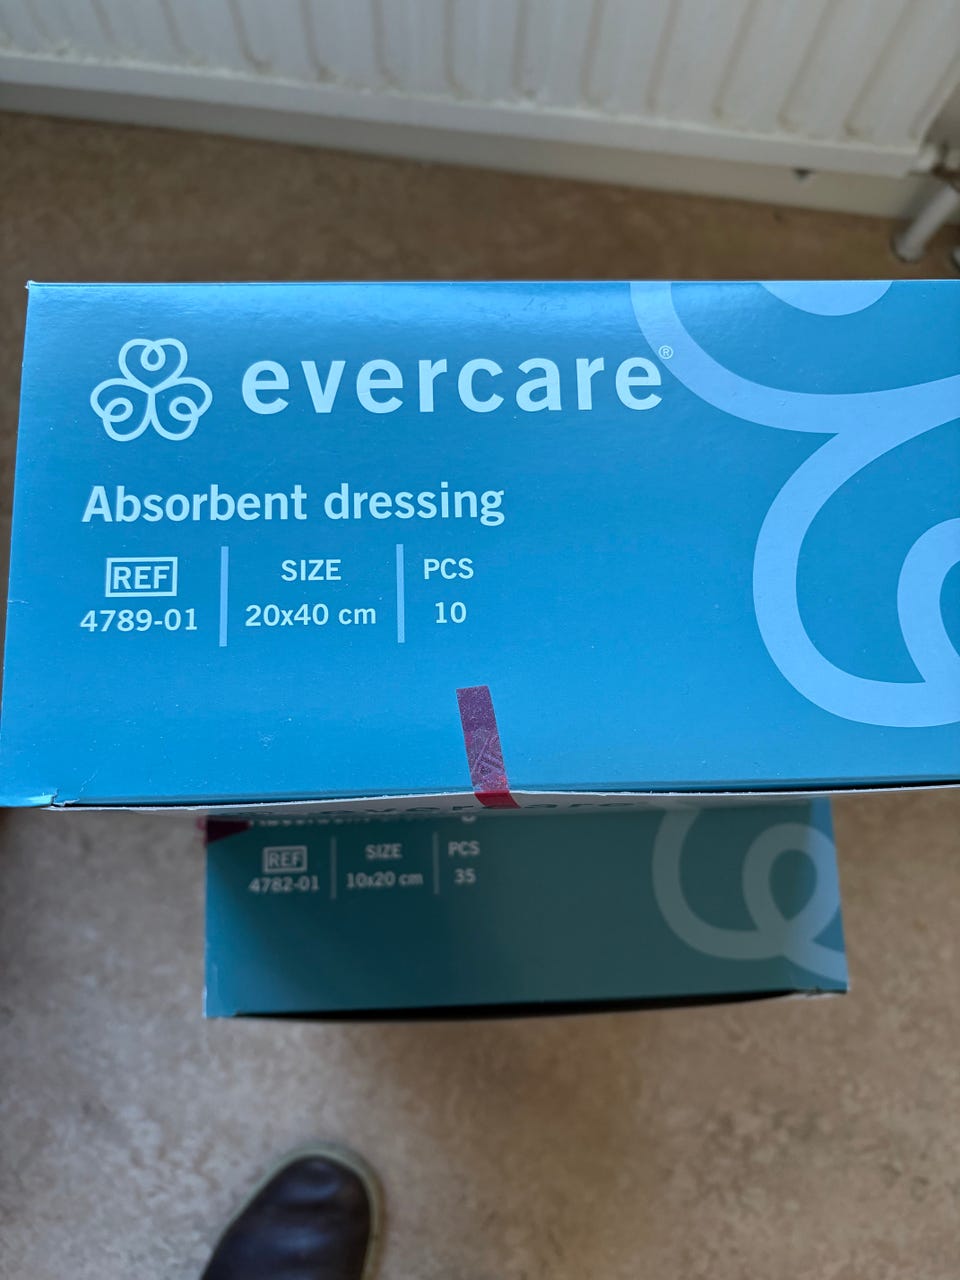 evercare®
Absorbent dressing
REF
4789-01
SIZE
20x40 cm
PCS
10
REF
4782-01
SIZE
10x20 cm
PCS
35